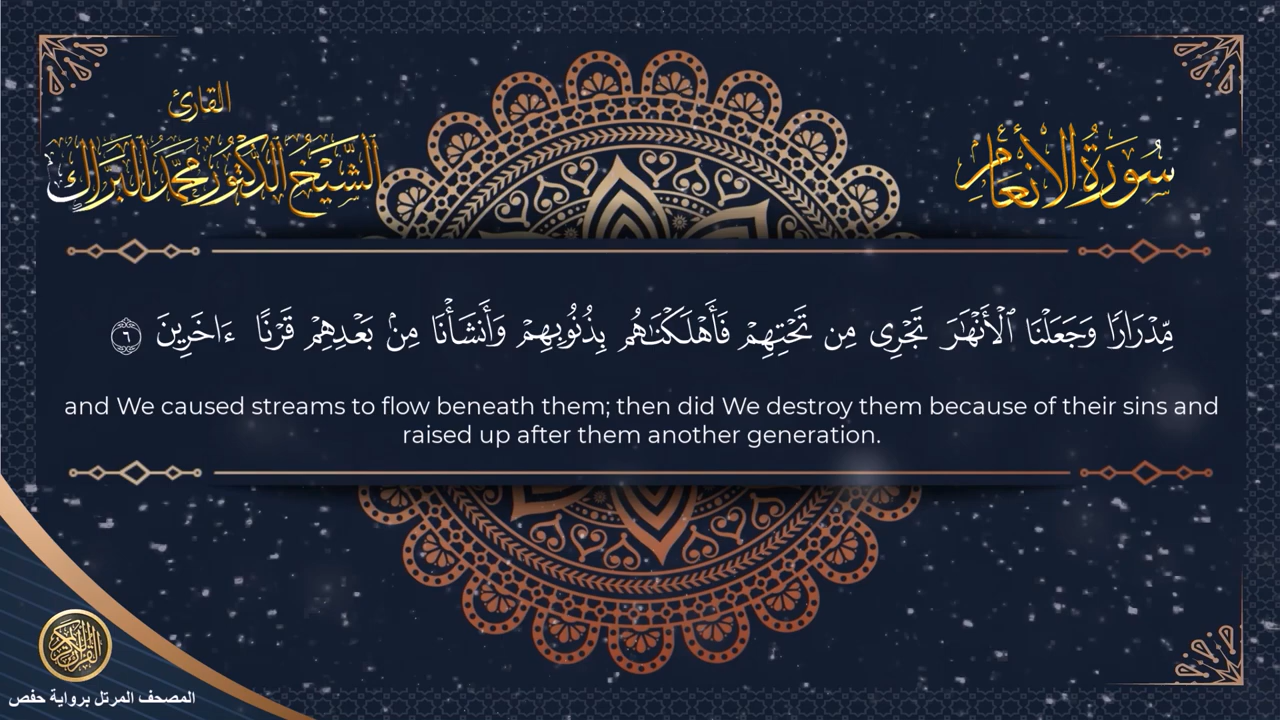 القارئ
الشيخ الدكتور محمد البراك
سورة الأنعام
مِّدْرَارًا وَجَعَلْنَا ٱلْأَنْهَٰرَ تَجْرِى مِن تَحْتِهِمْ فَأَهْلَكْنَٰهُم بِذُنُوبِهِمْ وَأَنشَأْنَا مِنۢ بَعْدِهِمْ قَرْنًا ءَاخَرِينَ ٦
and We caused streams to flow beneath them; then did We destroy them because of their sins and
raised up after them another generation.
القرآن الكريم
المصحف المرتل برواية حفص